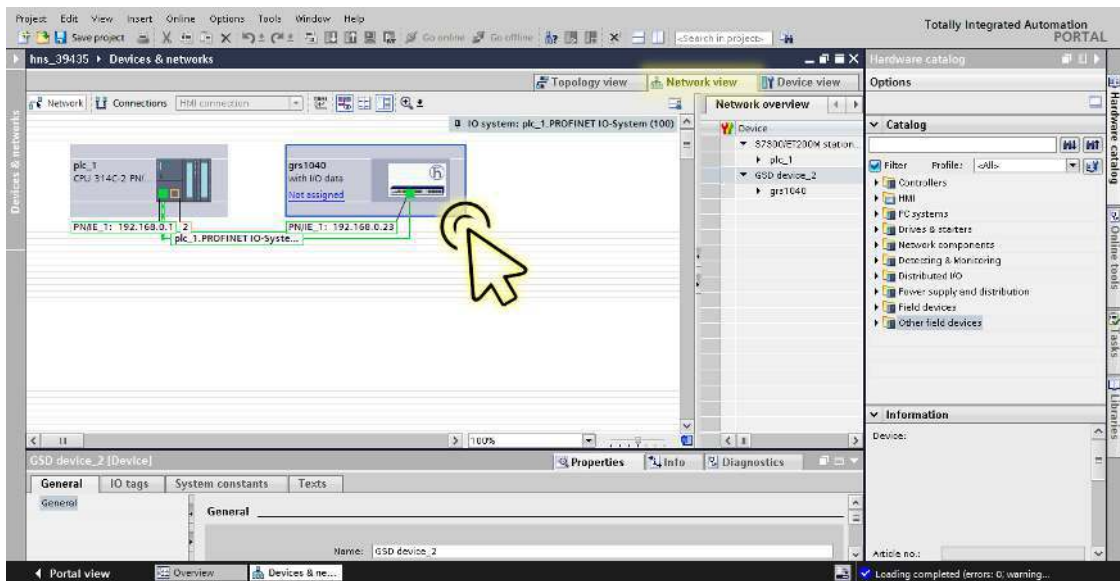 Project Edit View Insert Online Options Tools Window Help
Totally Integrated Automation
PORTAL
Save project
Go online
Go offline
<Search in project>
hns_39435 ▸ Devices & networks
Hardware catalog
Topology view
Network view
Device view
Options
Network
Connections
HMI connection
Network overview
IO system: plc_1.PROFINET IO-System (100)
Catalog
Device
S7300/ET200M station...
plc_1
GSD device_2
grs1040
Filter
Profile:
<All>
Controllers
HMI
PC systems
Drives & starters
Network components
Detecting & Monitoring
Distributed I/O
Power supply and distribution
Field devices
Other field devices
plc_1
CPU 314C-2 PN/...
grs1040
with I/O data
Not assigned
PN/IE_1: 192.168.0.1
2
PN/IE_1: 192.168.0.23
plc_1.PROFINET IO-Syste...
Devices & networks
Hardware catalog
Online tools
Tasks
Libraries
100%
Information
Device:
GSD device_2 [Device]
Properties
Info
Diagnostics
General
IO tags
System constants
Texts
General
General
Name:
GSD device_2
Article no.:
Portal view
Overview
Devices & ne...
Loading completed (errors: 0; warning...